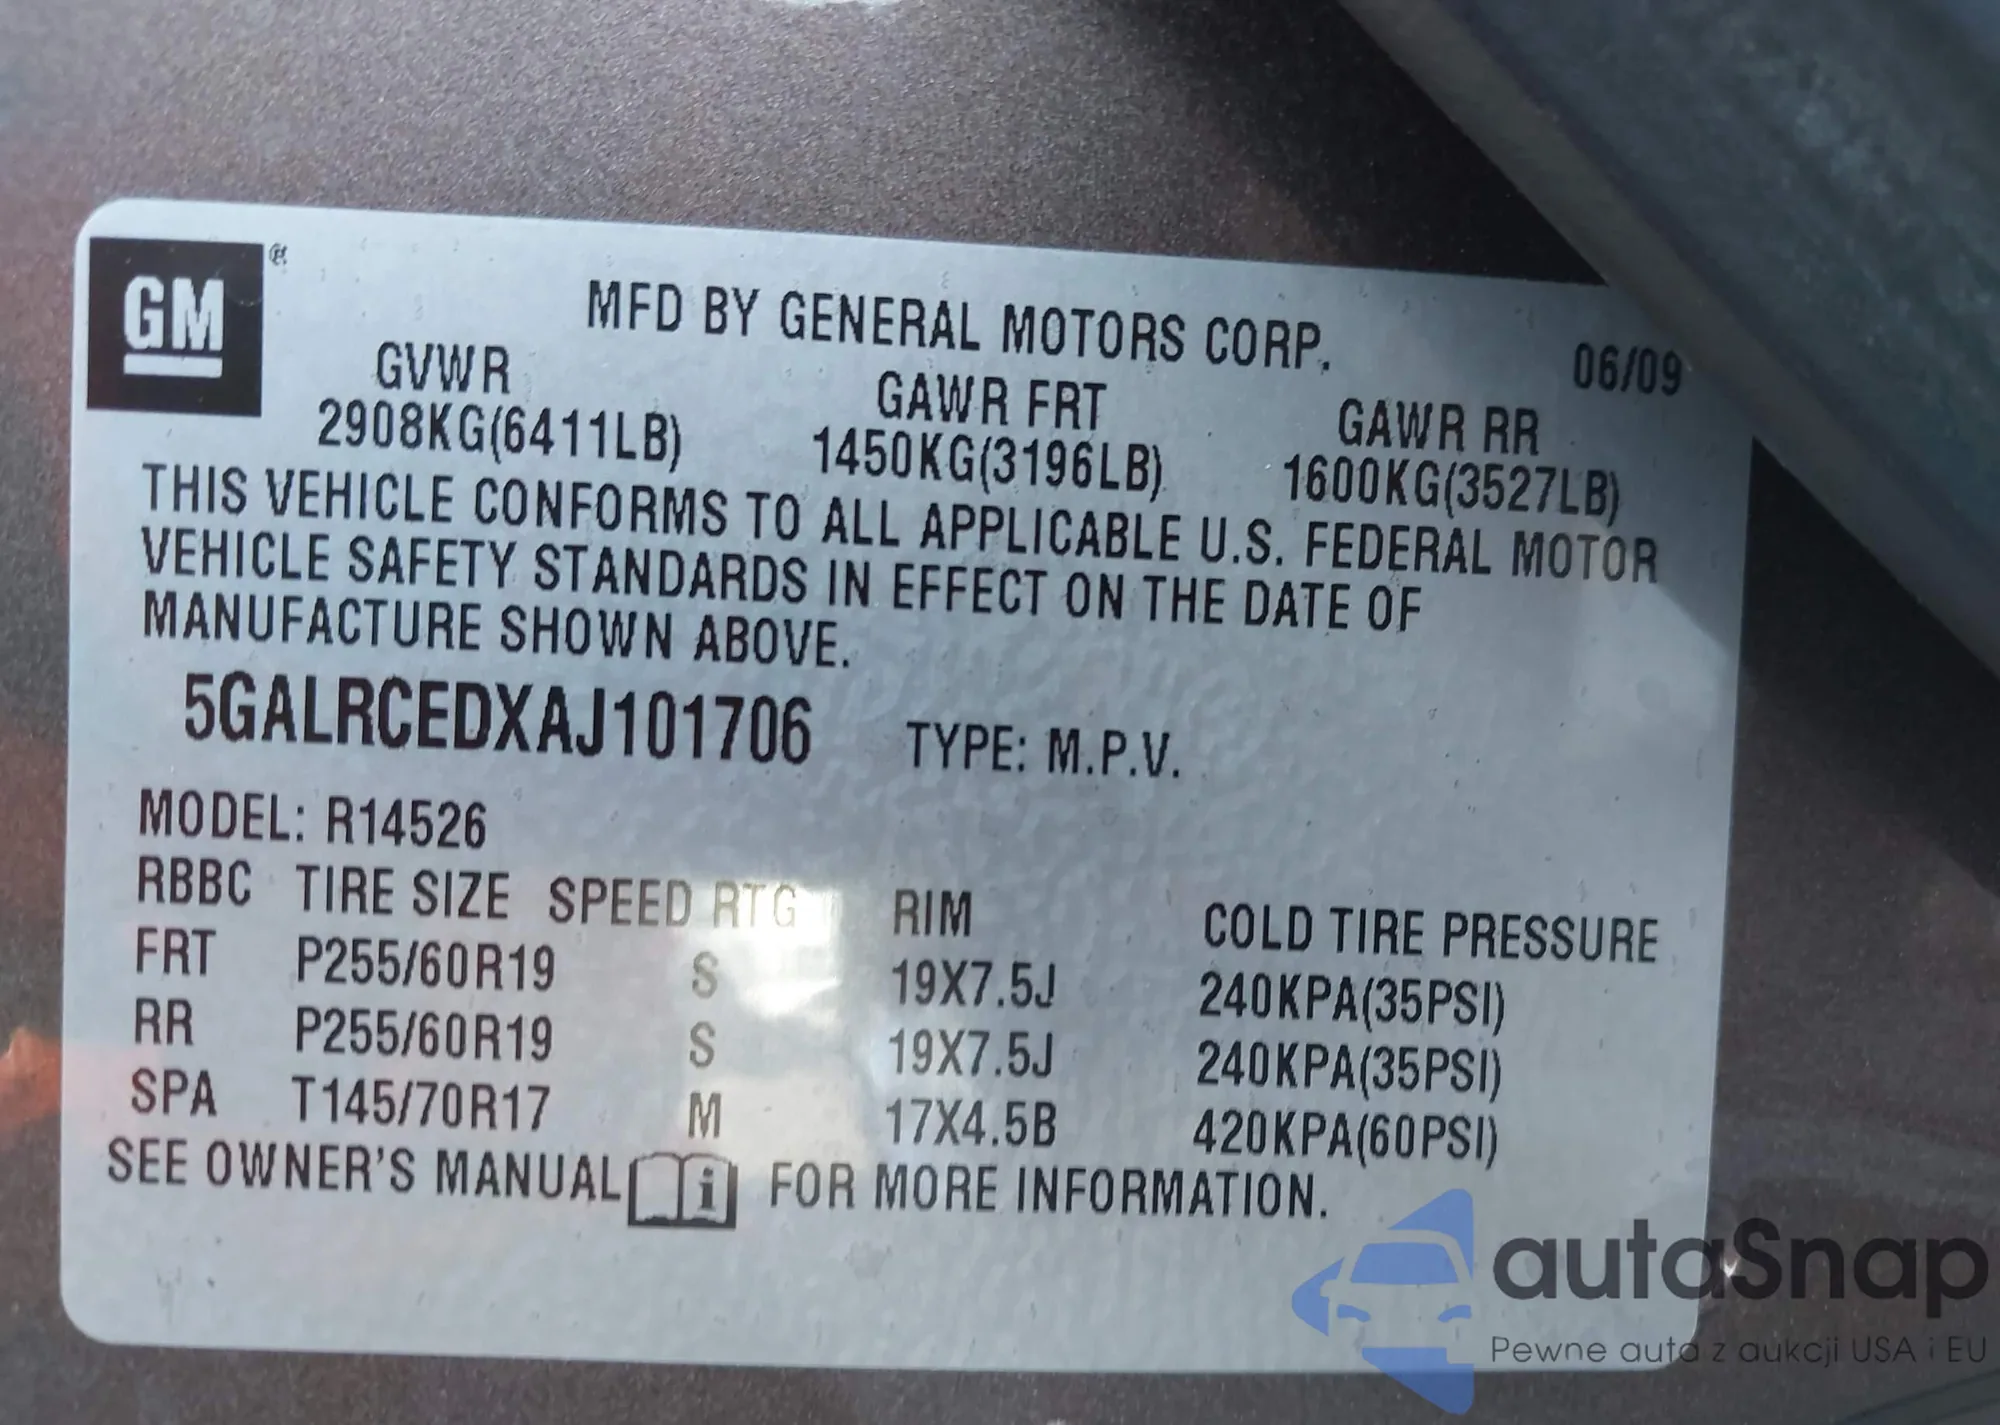 GM ®
MFD BY GENERAL MOTORS CORP. 06/09
GVWR GAWR FRT GAWR RR
2908KG(6411LB) 1450KG(3196LB) 1600KG(3527LB)
THIS VEHICLE CONFORMS TO ALL APPLICABLE U.S. FEDERAL MOTOR
VEHICLE SAFETY STANDARDS IN EFFECT ON THE DATE OF
MANUFACTURE SHOWN ABOVE.
5GALRCEDXAJ101706 TYPE: M.P.V.
MODEL: R14526
RBBC TIRE SIZE SPEED RTG RIM COLD TIRE PRESSURE
FRT P255/60R19 S 19X7.5J 240KPA(35PSI)
RR P255/60R19 S 19X7.5J 240KPA(35PSI)
SPA T145/70R17 M 17X4.5B 420KPA(60PSI)
SEE OWNER'S MANUAL i FOR MORE INFORMATION.
autaSnap
Pewne auta z aukcji USA i EU